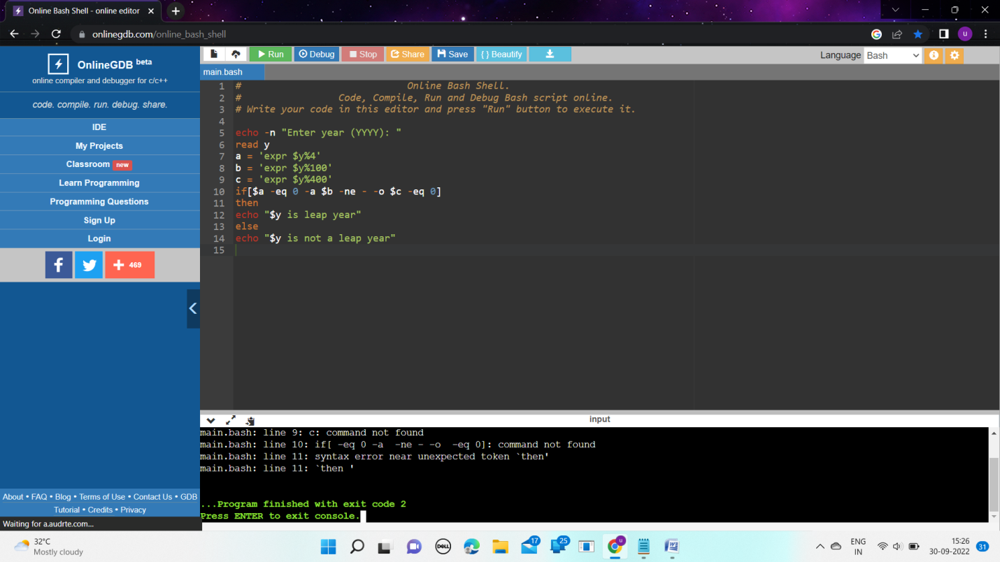 Online Bash Shell - online editor
onlinegdb.com/online_bash_shell
u
OnlineGDB beta
online compiler and debugger for c/c++
code. compile. run. debug. share.
IDE
My Projects
Classroom new
Learn Programming
Programming Questions
Sign Up
Login
f
469
Run Debug Stop Share Save { } Beautify
Language Bash
main.bash
1 # Online Bash Shell.
2 # Code, Compile, Run and Debug Bash script online.
3 # Write your code in this editor and press "Run" button to execute it.
4
5 echo -n "Enter year (YYYY): "
6 read y
7 a = 'expr $y%4'
8 b = 'expr $y%100'
9 c = 'expr $y%400'
10 if[$a -eq 0 -a $b -ne - -o $c -eq 0]
11 then
12 echo "$y is leap year"
13 else
14 echo "$y is not a leap year"
15
input
main.bash: line 9: c: command not found
main.bash: line 10: if[ -eq 0 -a  -ne - -o  -eq 0]: command not found
main.bash: line 11: syntax error near unexpected token `then'
main.bash: line 11: `then '
...Program finished with exit code 2
Press ENTER to exit console.
About • FAQ • Blog • Terms of Use • Contact Us • GDB
Tutorial • Credits • Privacy
Waiting for a.audrte.com...
32°C
Mostly cloudy
DELL
17
25
u
ENG
IN
15:26
30-09-2022
31